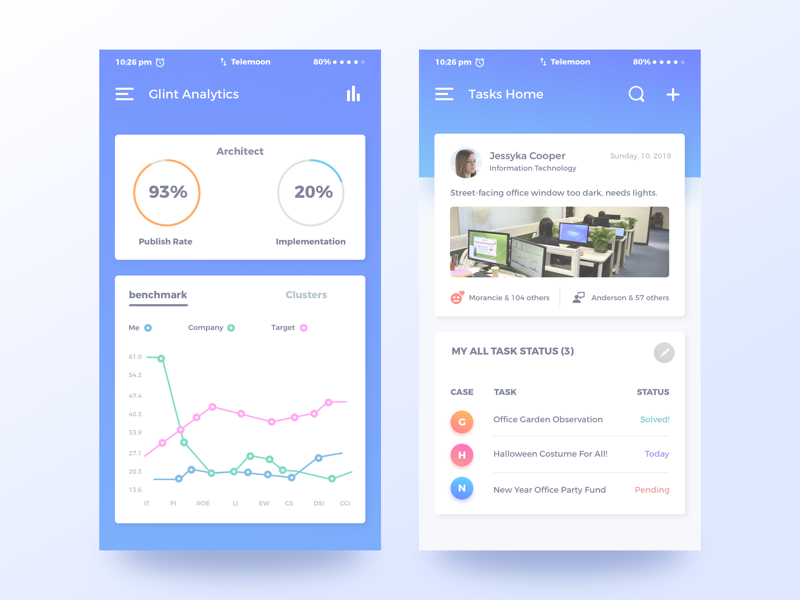 10:26 pm Telemoon 80%
Glint Analytics
Architect
93% 20%
Publish Rate Implementation
benchmark Clusters
Me Company Target
61.0
54.2
47.4
40.3
33.9
27.1
20.3
13.6
IT PI ROE LI EW CS DSI CGI
10:26 pm Telemoon 80%
Tasks Home
Jessyka Cooper Sunday. 10, 2018
Information Technology
Street-facing office window too dark, needs lights.
Morancie & 104 others Anderson & 57 others
MY ALL TASK STATUS (3)
CASE TASK STATUS
G Office Garden Observation Solved!
H Halloween Costume For All! Today
N New Year Office Party Fund Pending